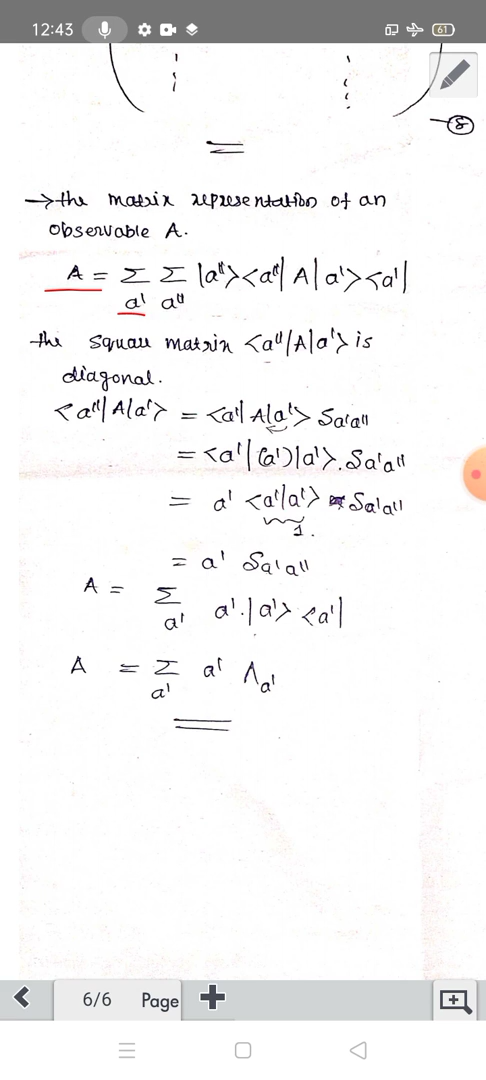 12:43
61
8
→ the matrix representation of an
observable A.
A = Σ Σ |a"><a"| A |a'><a'|
a' a"
the square matrix <a"|A|a'> is
diagonal.
<a"|A|a'> = <a'| A|a'> δa'a"
= <a'|(a')|a'>. δa'a"
= a' <a'|a'> δa'a"
1.
= a' δa'a"
A = Σ a'.|a'> <a'|
a'
A = Σ a' Λa'
a'
6/6 Page